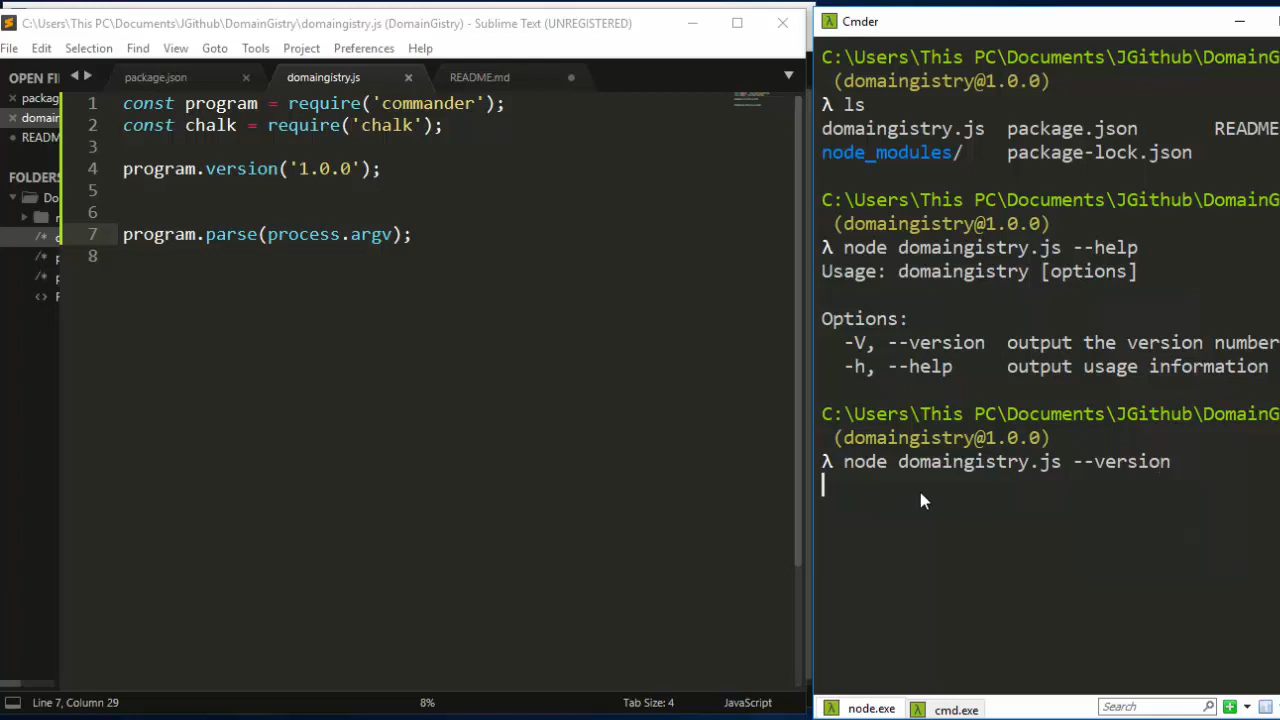 C:\Users\This PC\Documents\JGithub\DomainGistry\domaingistry.js (DomainGistry) - Sublime Text (UNREGISTERED)
File Edit Selection Find View Goto Tools Project Preferences Help
OPEN FI
packag
domain
READM
FOLDERS
Do
package.json
domaingistry.js
README.md
1 const program = require('commander');
2 const chalk = require('chalk');
3
4 program.version('1.0.0');
5
6
7 program.parse(process.argv);
8
Line 7, Column 29
8%
Tab Size: 4
JavaScript
Cmder
C:\Users\This PC\Documents\JGithub\DomainG
(domaingistry@1.0.0)
λ ls
domaingistry.js package.json README
node_modules/ package-lock.json
C:\Users\This PC\Documents\JGithub\DomainG
(domaingistry@1.0.0)
λ node domaingistry.js --help
Usage: domaingistry [options]
Options:
-V, --version output the version number
-h, --help output usage information
C:\Users\This PC\Documents\JGithub\DomainG
(domaingistry@1.0.0)
λ node domaingistry.js --version
node.exe
cmd.exe
Search